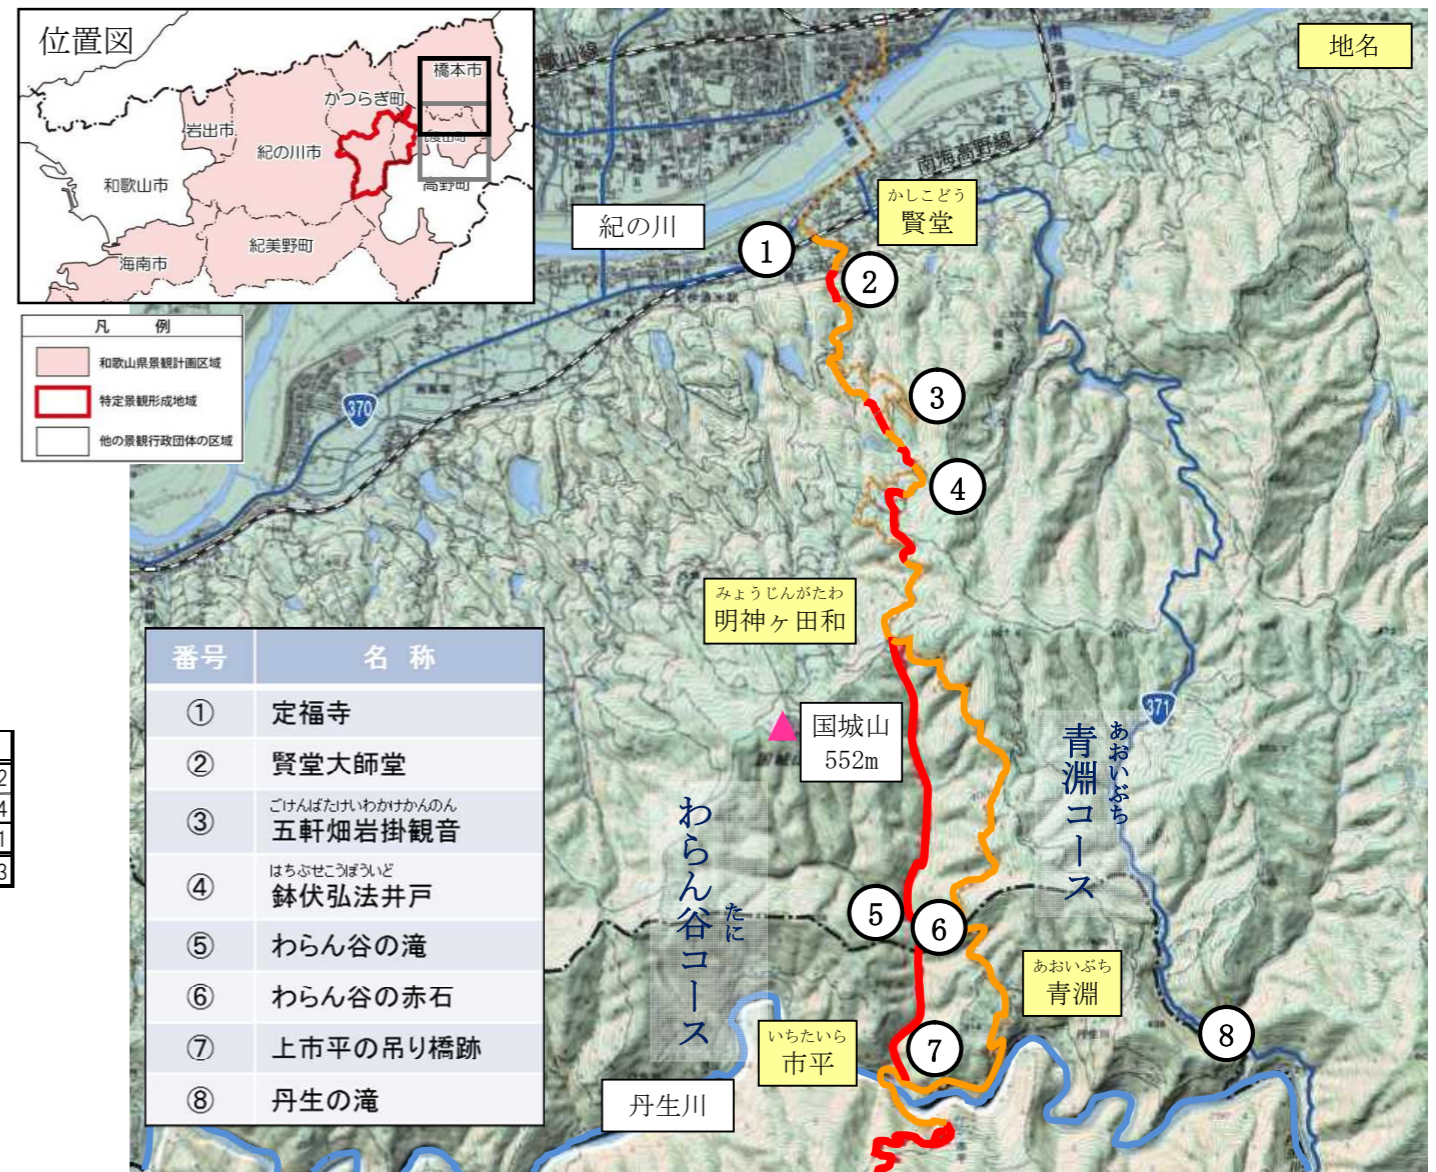 位置図
橋本市
かつらぎ町
岩出市
紀の川市
和歌山市
高野町
紀美野町
海南市
凡 例
和歌山県景観計画区域
特定景観形成地域
他の景観行政団体の区域
地名
南海高野線
紀の川
かしこどう
賢堂
①
②
③
④
370
みょうじんがたわ
明神ヶ田和
国城山
552m
371
あおいぶち
青淵コース
わらん谷コース
たに
⑤
⑥
あおいぶち
青淵
いちたいら
市平
⑦
⑧
丹生川
番号 名 称
① 定福寺
② 賢堂大師堂
ごけんばたけいわかけかんのん
③ 五軒畑岩掛観音
はちぶせこうぼういど
④ 鉢伏弘法井戸
⑤ わらん谷の滝
⑥ わらん谷の赤石
⑦ 上市平の吊り橋跡
⑧ 丹生の滝
2
4
1
3